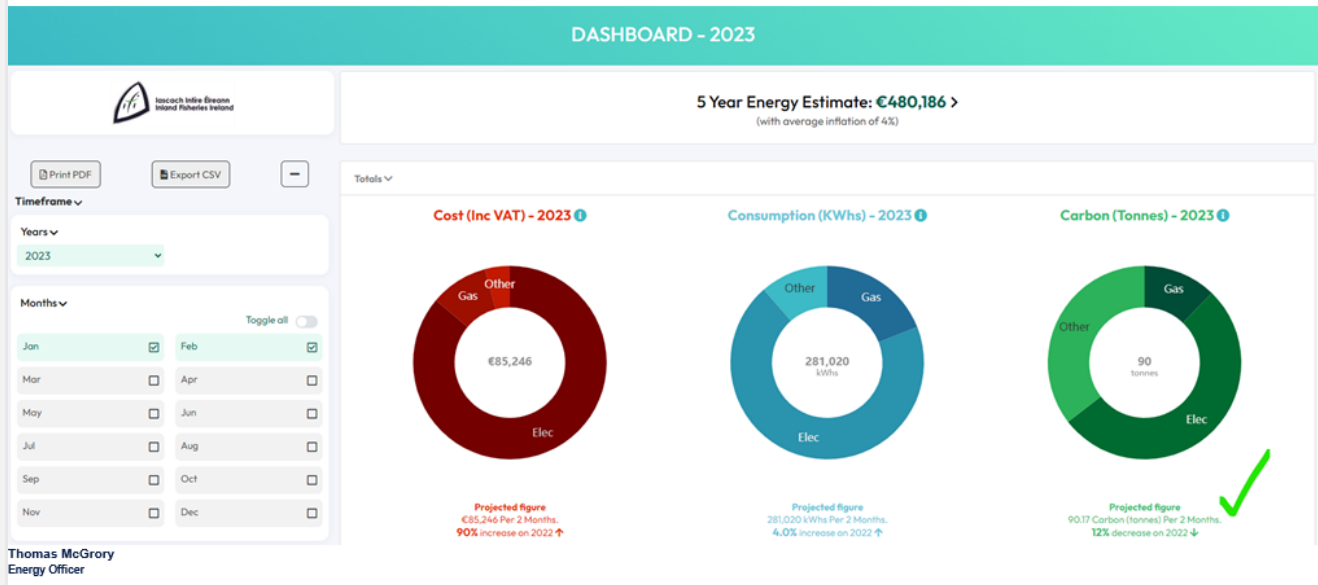 DASHBOARD - 2023
Iascach Intíre Éireann
Inland Fisheries Ireland
5 Year Energy Estimate: €480,186 >
(with average inflation of 4%)
Print PDF
Export CSV
Timeframe
Years
2023
Months
Toggle all
Jan
Feb
Mar
Apr
May
Jun
Jul
Aug
Sep
Oct
Nov
Dec
Totals
Cost (Inc VAT) - 2023
Other
Gas
€85,246
Elec
Projected figure
€85,246 Per 2 Months.
90% increase on 2022 ↑
Consumption (KWhs) - 2023
Other
Gas
281,020
kWhs
Elec
Projected figure
281,020 kWhs Per 2 Months.
4.0% increase on 2022 ↑
Carbon (Tonnes) - 2023
Gas
Other
90
tonnes
Elec
Projected figure
90.17 Carbon (tonnes) Per 2 Months.
12% decrease on 2022 ↓
Thomas McGrory
Energy Officer